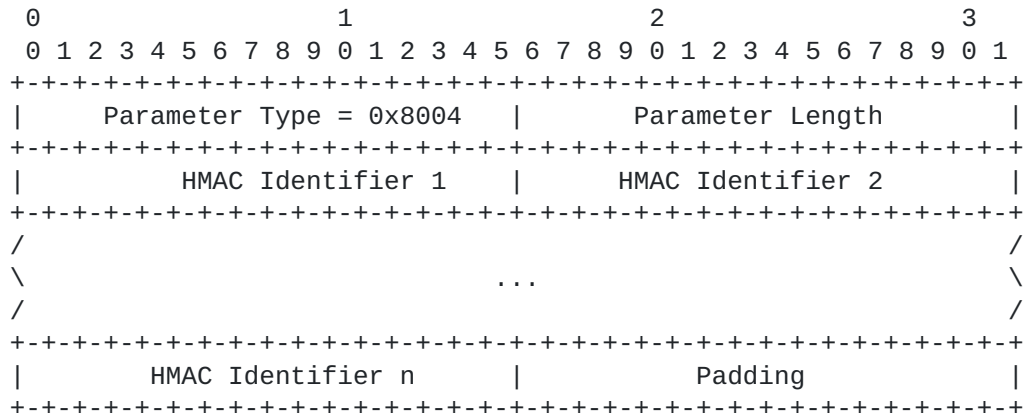 0                   1                   2                   3
 0 1 2 3 4 5 6 7 8 9 0 1 2 3 4 5 6 7 8 9 0 1 2 3 4 5 6 7 8 9 0 1
+-+-+-+-+-+-+-+-+-+-+-+-+-+-+-+-+-+-+-+-+-+-+-+-+-+-+-+-+-+-+-+-+
|     Parameter Type = 0x8004   |       Parameter Length        |
+-+-+-+-+-+-+-+-+-+-+-+-+-+-+-+-+-+-+-+-+-+-+-+-+-+-+-+-+-+-+-+-+
|          HMAC Identifier 1    |      HMAC Identifier 2        |
+-+-+-+-+-+-+-+-+-+-+-+-+-+-+-+-+-+-+-+-+-+-+-+-+-+-+-+-+-+-+-+-+
/                                                               /
\                              ...                              \
/                                                               /
+-+-+-+-+-+-+-+-+-+-+-+-+-+-+-+-+-+-+-+-+-+-+-+-+-+-+-+-+-+-+-+-+
|        HMAC Identifier n      |           Padding             |
+-+-+-+-+-+-+-+-+-+-+-+-+-+-+-+-+-+-+-+-+-+-+-+-+-+-+-+-+-+-+-+-+